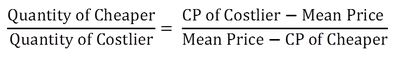 Quantity of Cheaper / Quantity of Costlier = CP of Costlier − Mean Price / Mean Price − CP of Cheaper